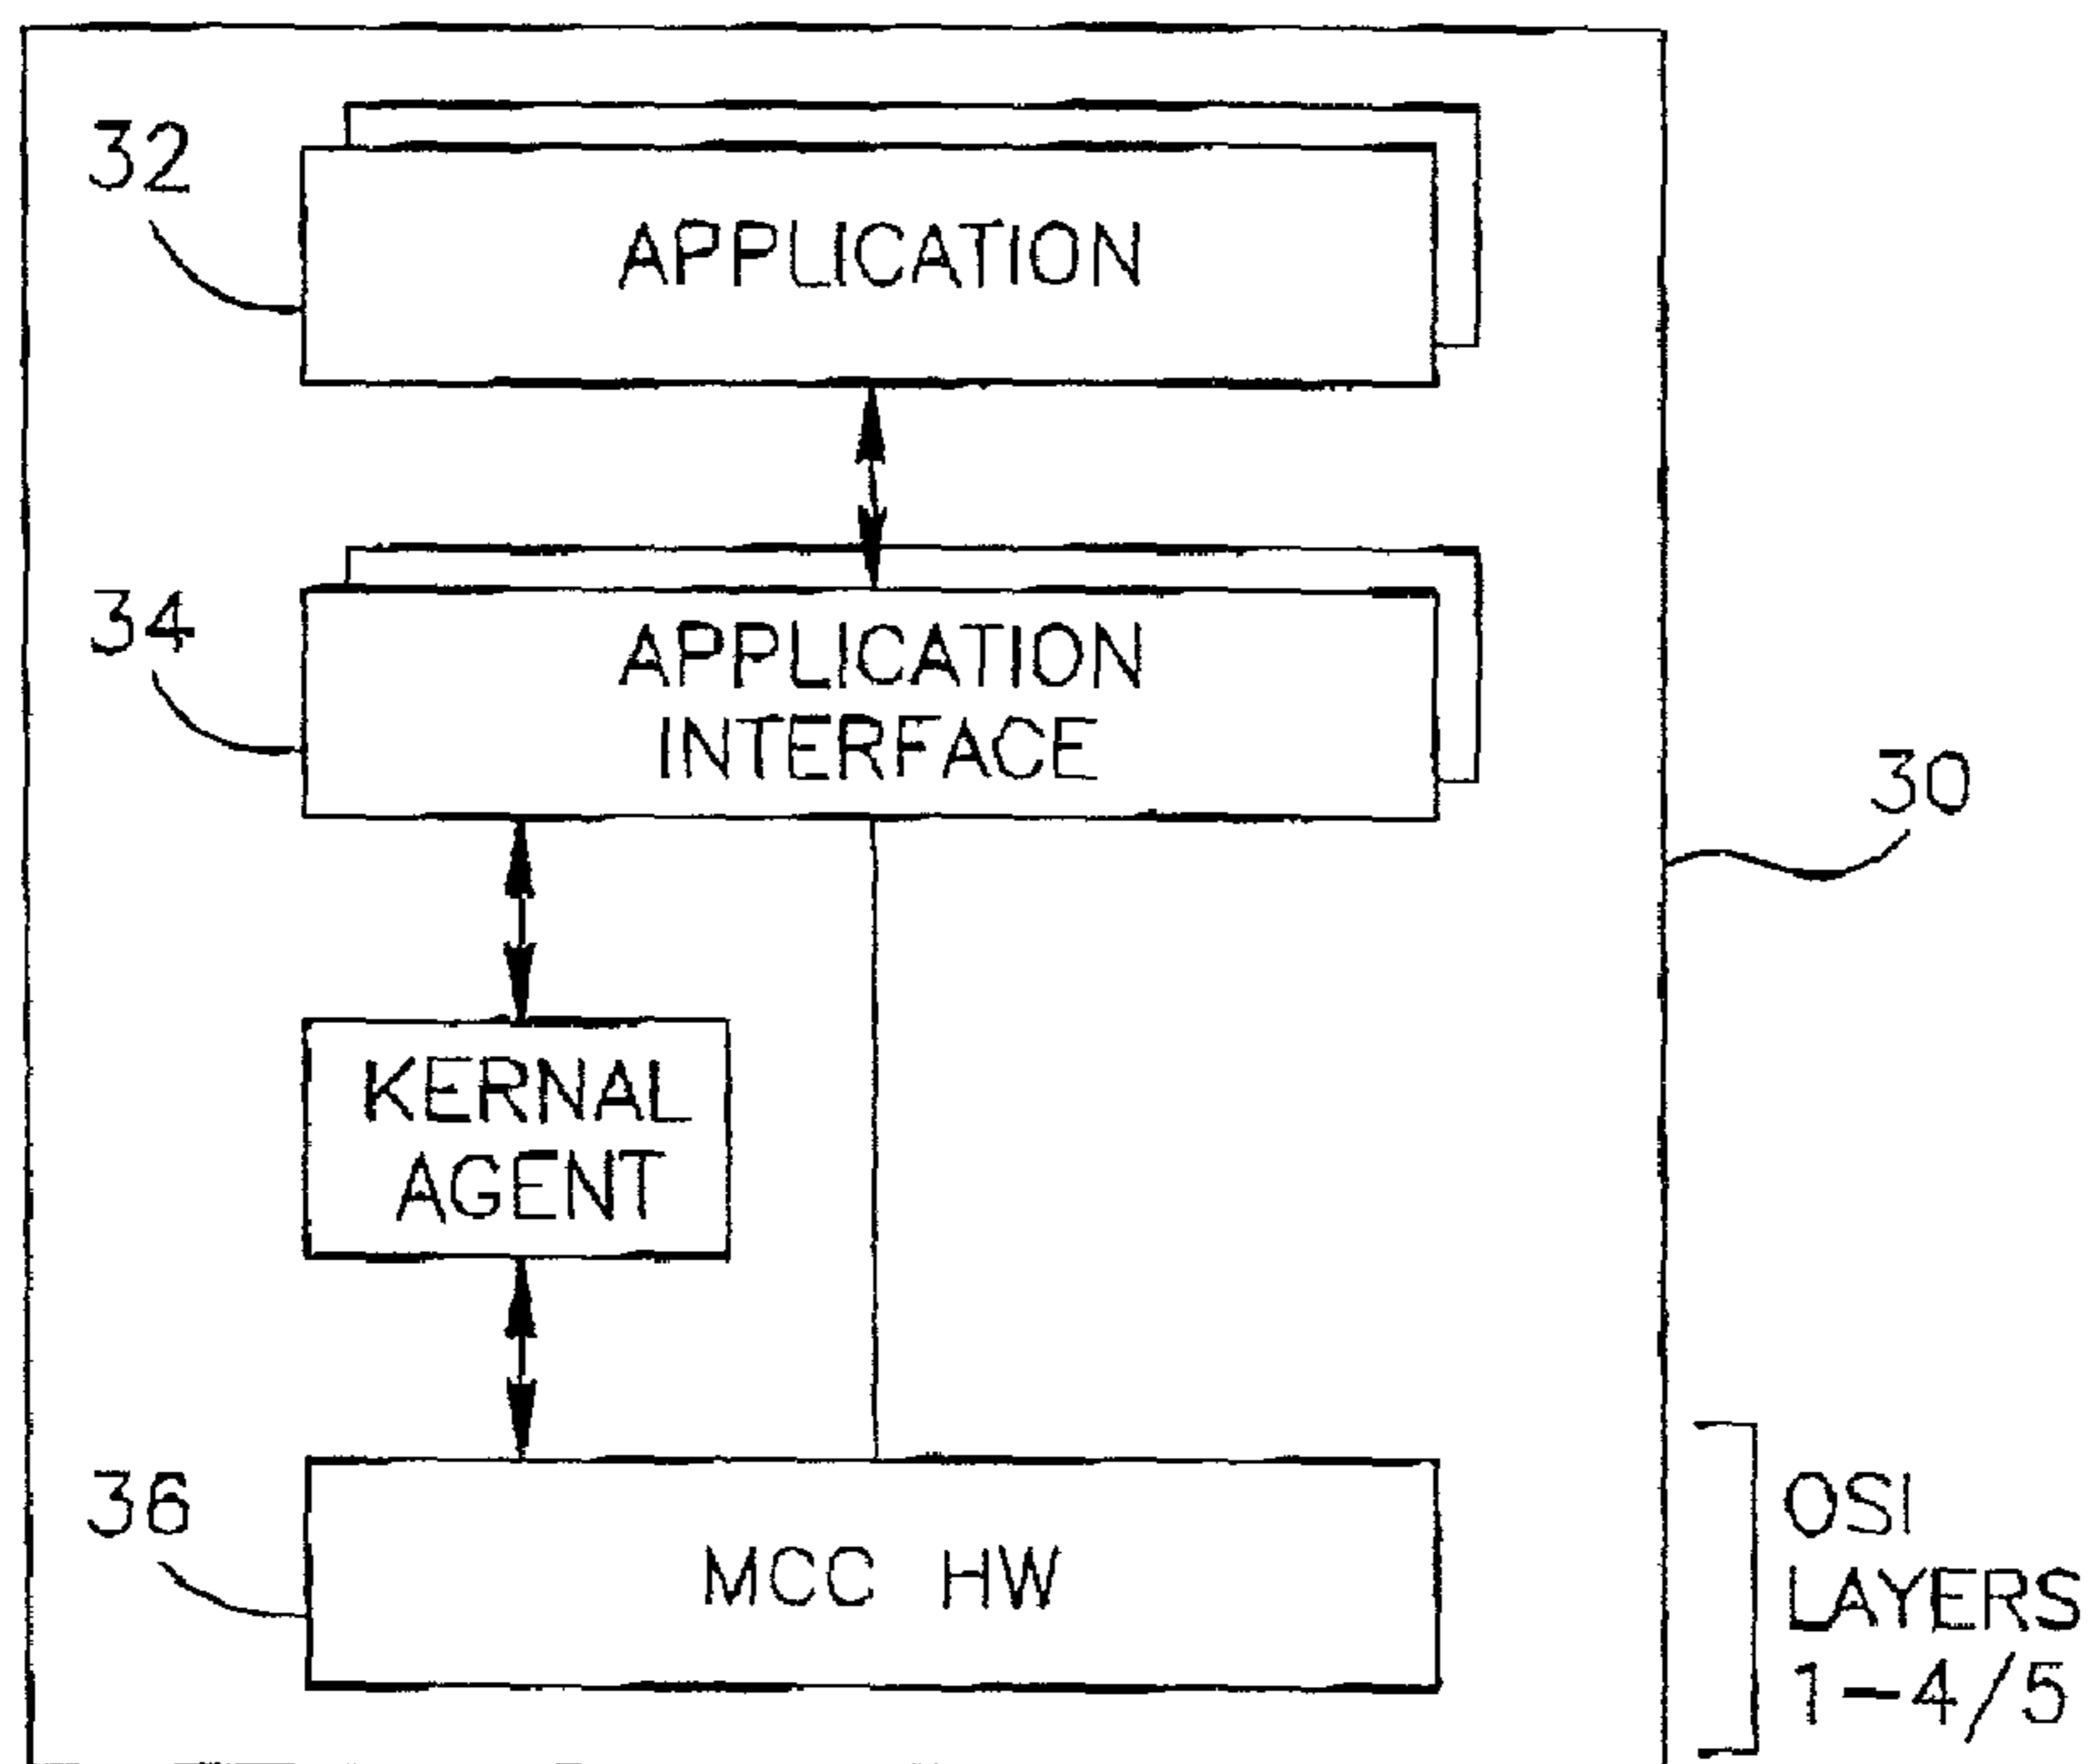 32
APPLICATION
34
APPLICATION
INTERFACE
30
KERNAL
AGENT
36
MCC HW
OSI
LAYERS
1-4/5